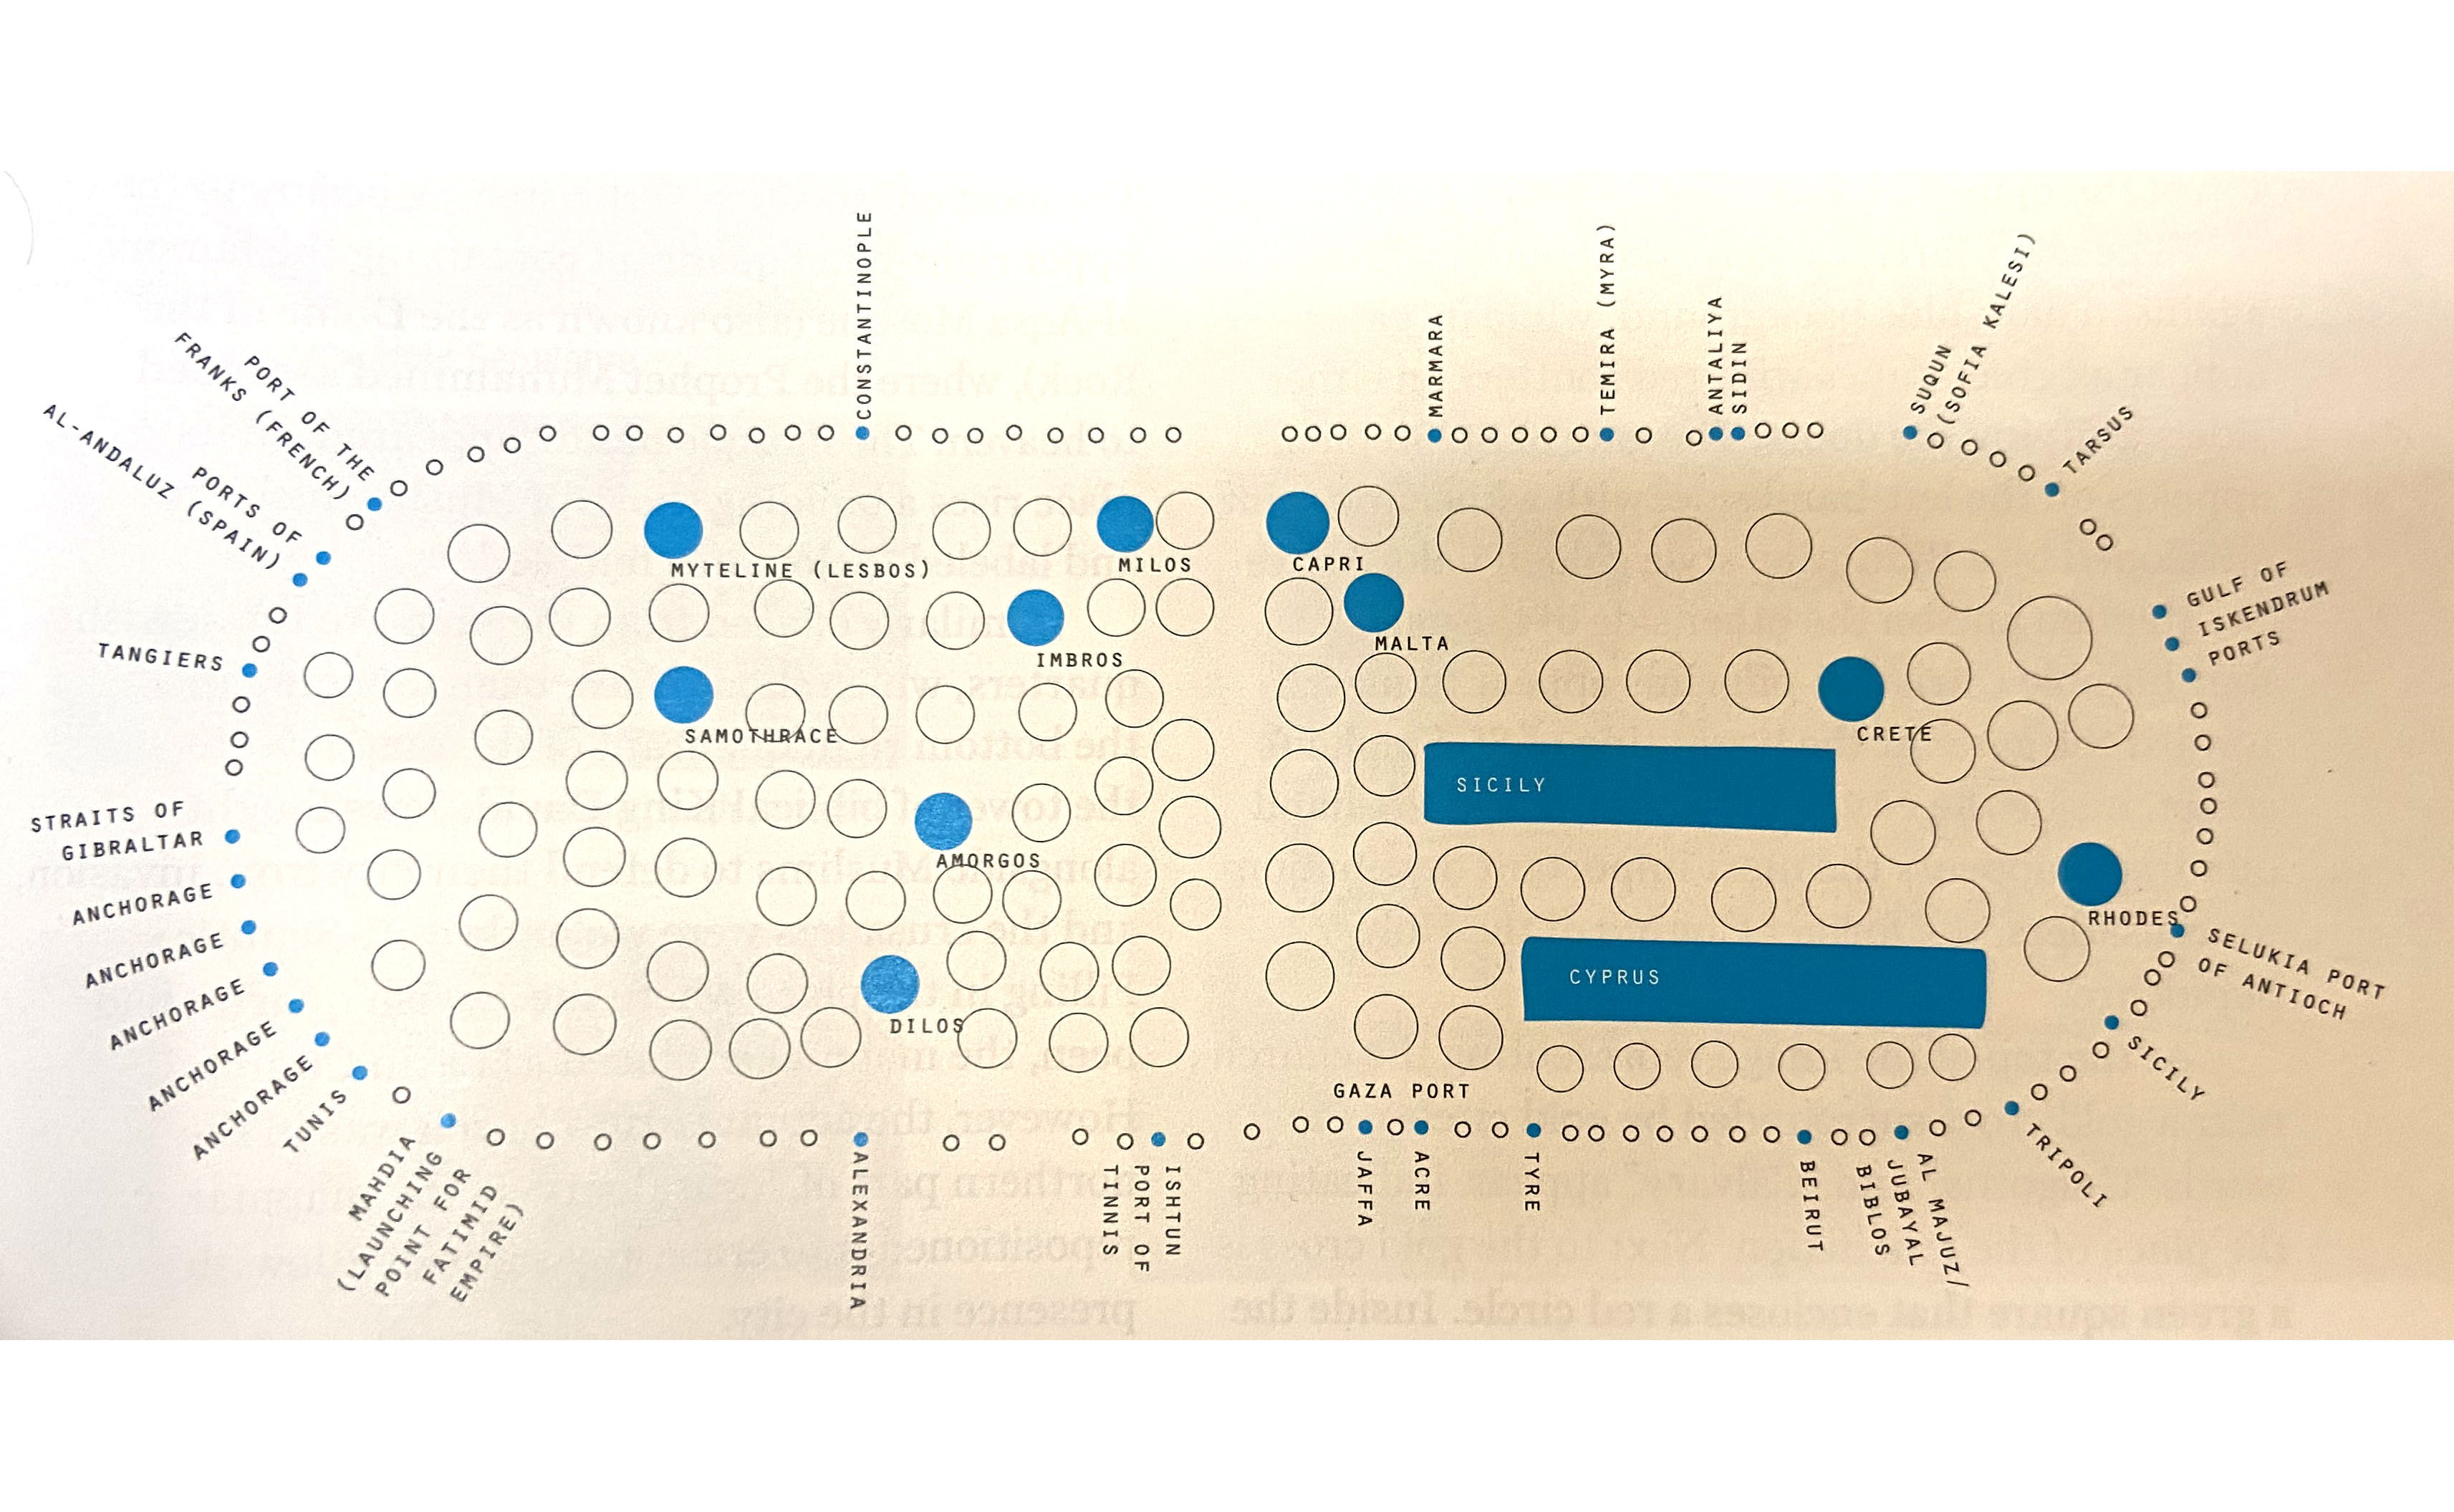 CONSTANTINOPLE
MARMARA
TEMIRA (MYRA)
ANTALIYA
SIDIN
SUQUN
(SOFIA KALESI)
TARSUS
PORT OF THE
FRANKS (FRENCH)
PORTS OF
AL-ANDALUZ (SPAIN)
TANGIERS
STRAITS OF
GIBRALTAR
ANCHORAGE
ANCHORAGE
ANCHORAGE
ANCHORAGE
ANCHORAGE
TUNIS
MAHDIA
(LAUNCHING
POINT FOR
FATIMID
EMPIRE)
MYTELINE (LESBOS)
MILOS
IMBROS
SAMOTHRACE
AMORGOS
DILOS
CAPRI
MALTA
CRETE
SICILY
RHODES
CYPRUS
GULF OF
ISKENDRUM
PORTS
SELUKIA PORT
OF ANTIOCH
SICILY
TRIPOLI
GAZA PORT
ALEXANDRIA
ISHTUN
PORT OF
TINNIS
JAFFA
ACRE
TYRE
BEIRUT
AL MAJUZ/
JUBAYAL
BIBLOS